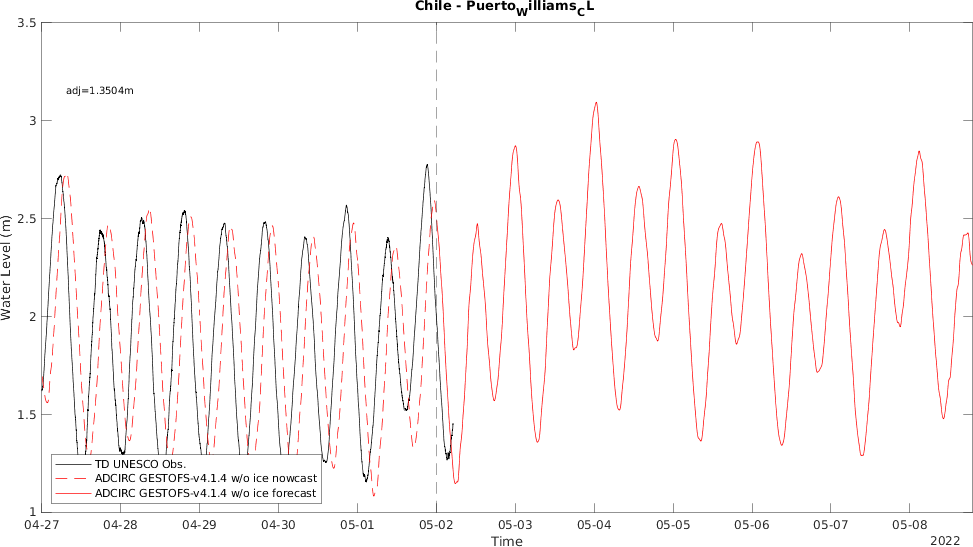 Chile - PuertoWilliamsCL
3.5
adj=1.3504m
3
2.5
Water Level (m)
2
1.5
TD UNESCO Obs.
ADCIRC GESTOFS-v4.1.4 w/o ice nowcast
ADCIRC GESTOFS-v4.1.4 w/o ice forecast
1
04-27 04-28 04-29 04-30 05-01 05-02 05-03 05-04 05-05 05-06 05-07 05-08
Time
2022